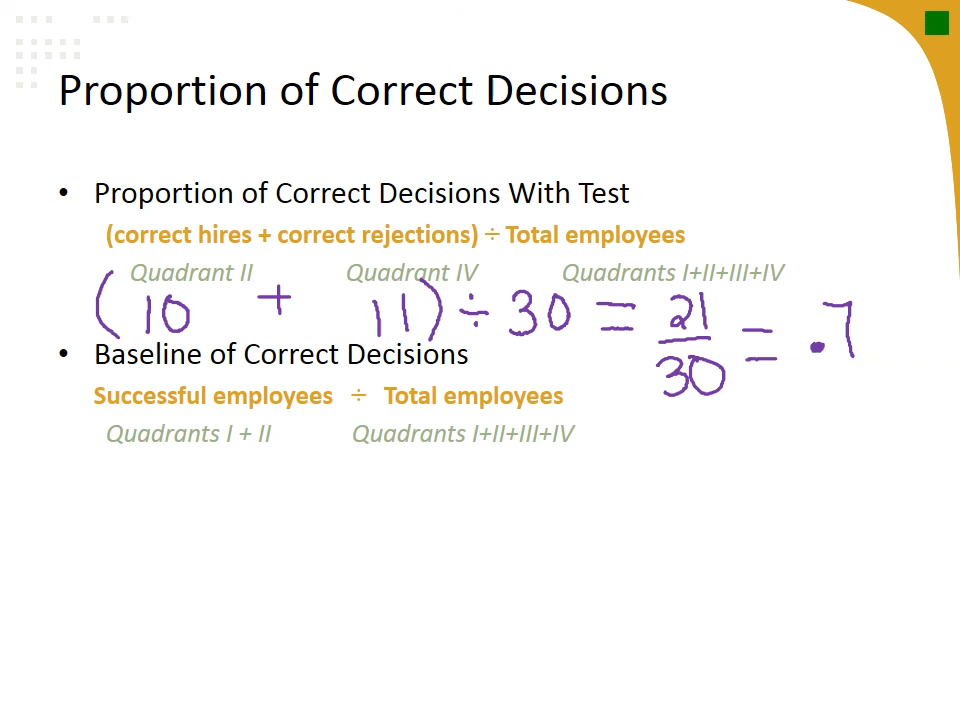 Proportion of Correct Decisions
• Proportion of Correct Decisions With Test
(correct hires + correct rejections) ÷ Total employees
Quadrant II Quadrant IV Quadrants I+II+III+IV
(10 + 11) ÷ 30 = 21/30 = .7
• Baseline of Correct Decisions
Successful employees ÷ Total employees
Quadrants I + II Quadrants I+II+III+IV